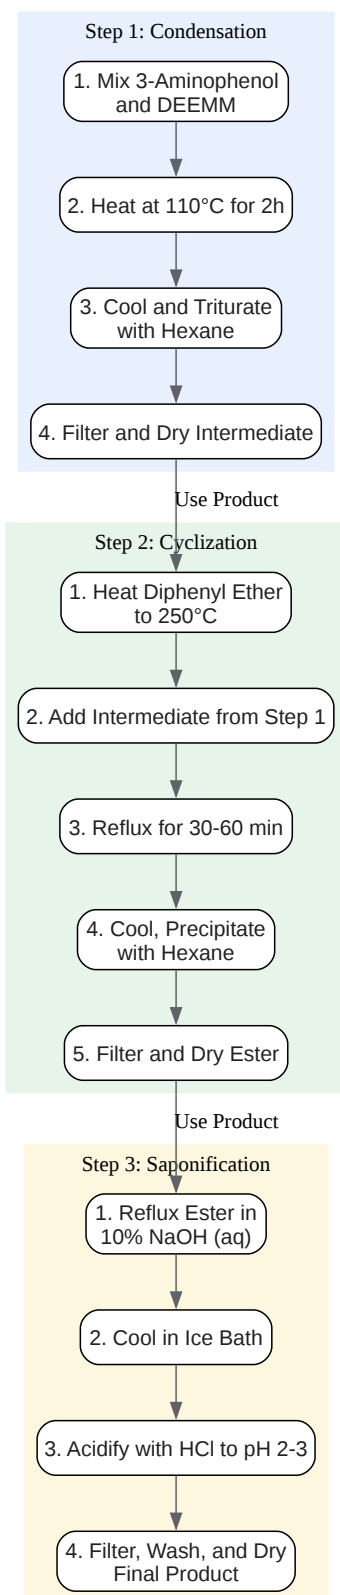 Step 1: Condensation
1. Mix 3-Aminophenol
and DEEMM
2. Heat at 110°C for 2h
3. Cool and Triturate
with Hexane
4. Filter and Dry Intermediate
Use Product
Step 2: Cyclization
1. Heat Diphenyl Ether
to 250°C
2. Add Intermediate from Step 1
3. Reflux for 30-60 min
4. Cool, Precipitate
with Hexane
5. Filter and Dry Ester
Use Product
Step 3: Saponification
1. Reflux Ester in
10% NaOH (aq)
2. Cool in Ice Bath
3. Acidify with HCl to pH 2-3
4. Filter, Wash, and Dry
Final Product